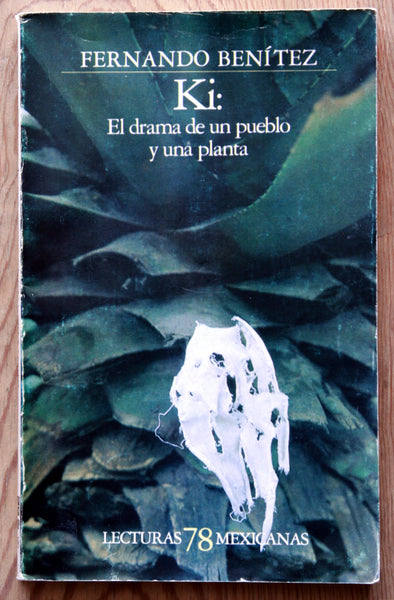 FERNANDO BENÍTEZ
Ki:
El drama de un pueblo
y una planta
LECTURAS 78 MEXICANAS